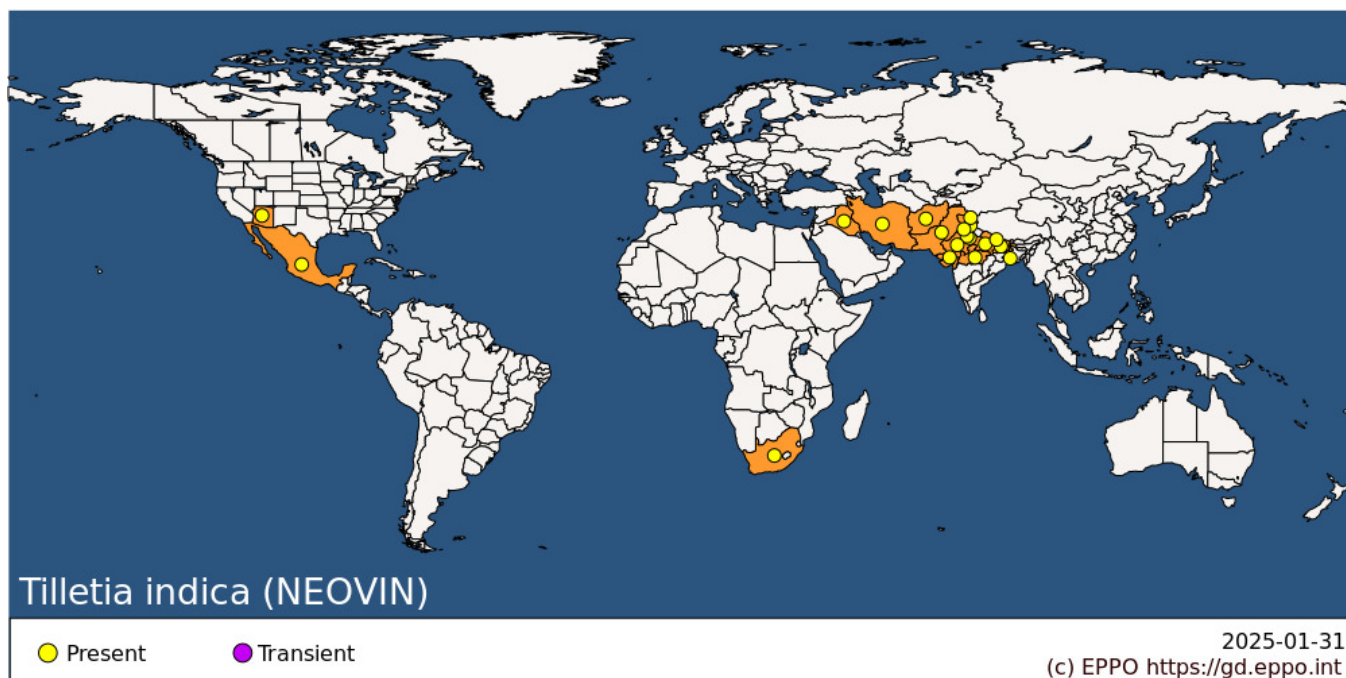 Tilletia indica (NEOVIN)
Present
Transient
2025-01-31
(c) EPPO https://gd.eppo.int